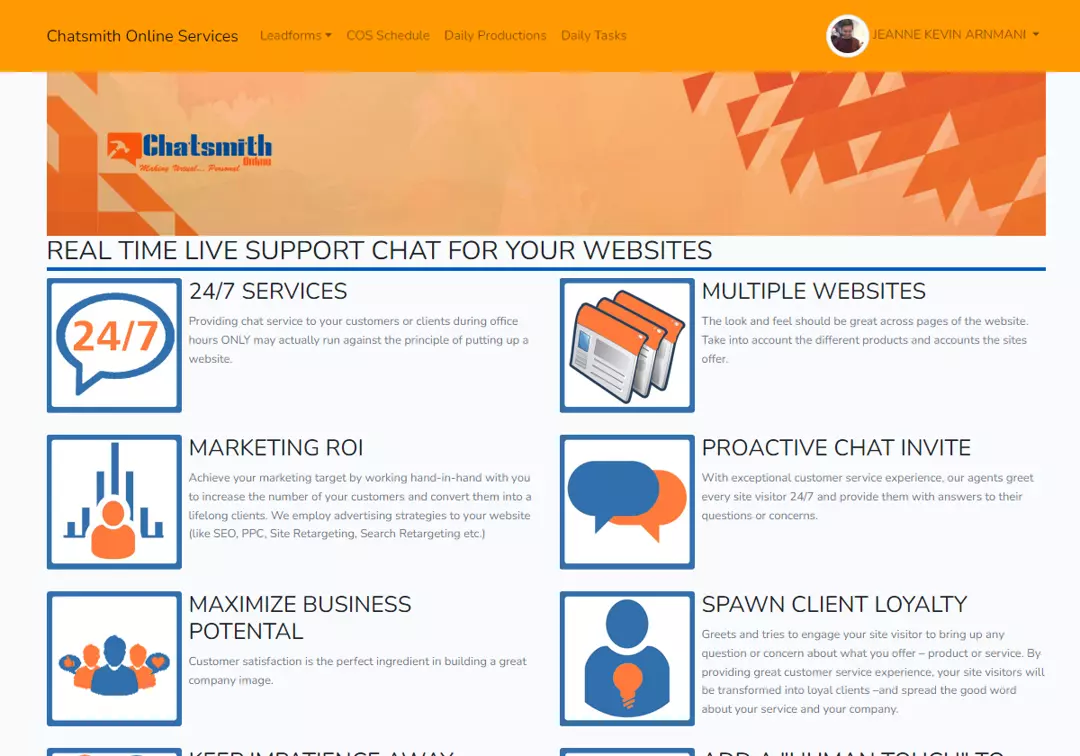 Chatsmith Online Services
Leadforms
COS Schedule
Daily Productions
Daily Tasks
JEANNE KEVIN ARNMANI
Chatsmith
Online
Making Virtual... Personal
REAL TIME LIVE SUPPORT CHAT FOR YOUR WEBSITES
24/7
24/7 SERVICES
Providing chat service to your customers or clients during office
hours ONLY may actually run against the principle of putting up a
website.
MULTIPLE WEBSITES
The look and feel should be great across pages of the website.
Take into account the different products and accounts the sites
offer.
MARKETING ROI
Achieve your marketing target by working hand-in-hand with you
to increase the number of your customers and convert them into a
lifelong clients. We employ advertising strategies to your website
(like SEO, PPC, Site Retargeting, Search Retargeting etc.)
PROACTIVE CHAT INVITE
With exceptional customer service experience, our agents greet
every site visitor 24/7 and provide them with answers to their
questions or concerns.
MAXIMIZE BUSINESS
POTENTAL
Customer satisfaction is the perfect ingredient in building a great
company image.
SPAWN CLIENT LOYALTY
Greets and tries to engage your site visitor to bring up any
question or concern about what you offer – product or service. By
providing great customer service experience, your site visitors will
be transformed into loyal clients –and spread the good word
about your service and your company.
KEEP IMPATIENCE AWAY
ADD A "HUMAN TOUCH" TO